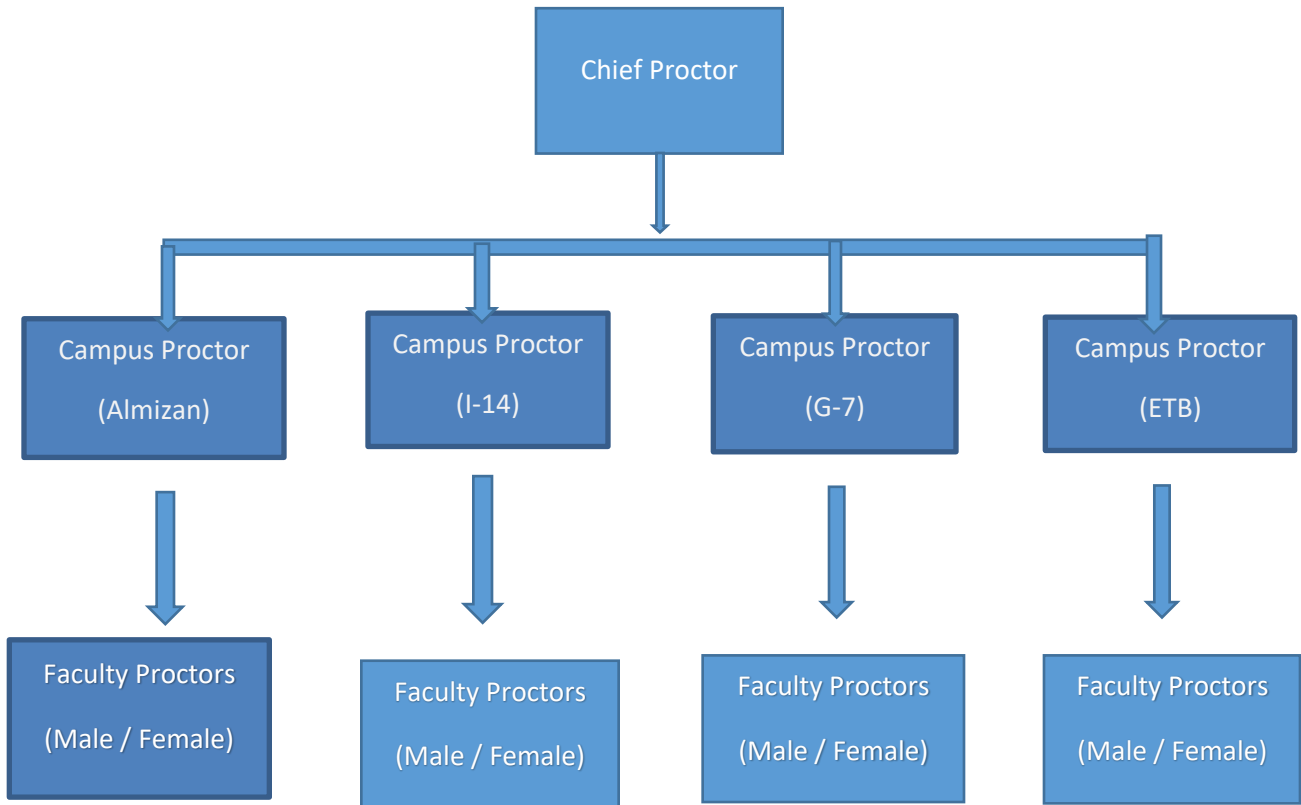 Chief Proctor
Campus Proctor
(Almizan)
Campus Proctor
(I-14)
Campus Proctor
(G-7)
Campus Proctor
(ETB)
Faculty Proctors
(Male / Female)
Faculty Proctors
(Male / Female)
Faculty Proctors
(Male / Female)
Faculty Proctors
(Male / Female)